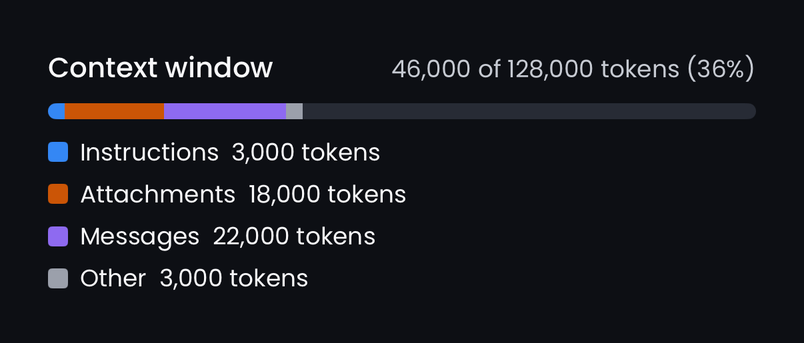 Context window
46,000 of 128,000 tokens (36%)
Instructions 3,000 tokens
Attachments 18,000 tokens
Messages 22,000 tokens
Other 3,000 tokens